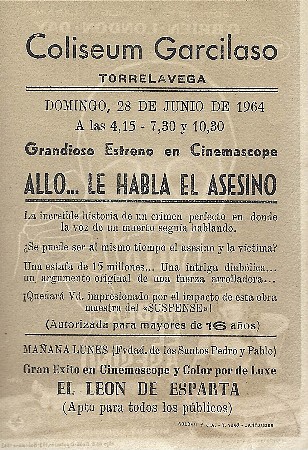 Coliseum Garcilaso
TORRELAVEGA
DOMINGO, 28 DE JUNIO DE 1964
A las 4,15 - 7,30 y 10,30
Grandioso Estreno en Cinemascope
ALLO... LE HABLA EL ASESINO
La increíble historia de un crimen perfecto en donde
la voz de un muerto seguía hablando.
¿Se puede ser al mismo tiempo el asesino y la víctima?
Una estafa de 15 millones... Una intriga diabólica...
un argumento original de una fuerza arrolladora...
¡Quedará Vd. impresionado por el impacto de esta obra
maestra del «SUSPENSE»!
(Autorizada para mayores de 16 años)
MAÑANA LUNES (Fvdad. de los Santos Pedro y Pablo)
Gran Exito en Cinemascope y Color por de Luxe
EL LEON DE ESPARTA
(Apto para todos los públicos)